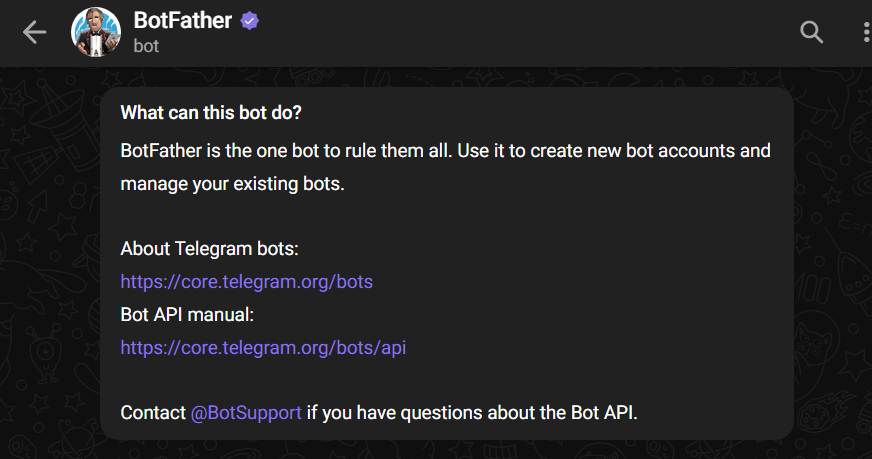 BotFather
bot
What can this bot do?
BotFather is the one bot to rule them all. Use it to create new bot accounts and
manage your existing bots.
About Telegram bots:
https://core.telegram.org/bots
Bot API manual:
https://core.telegram.org/bots/api
Contact @BotSupport if you have questions about the Bot API.